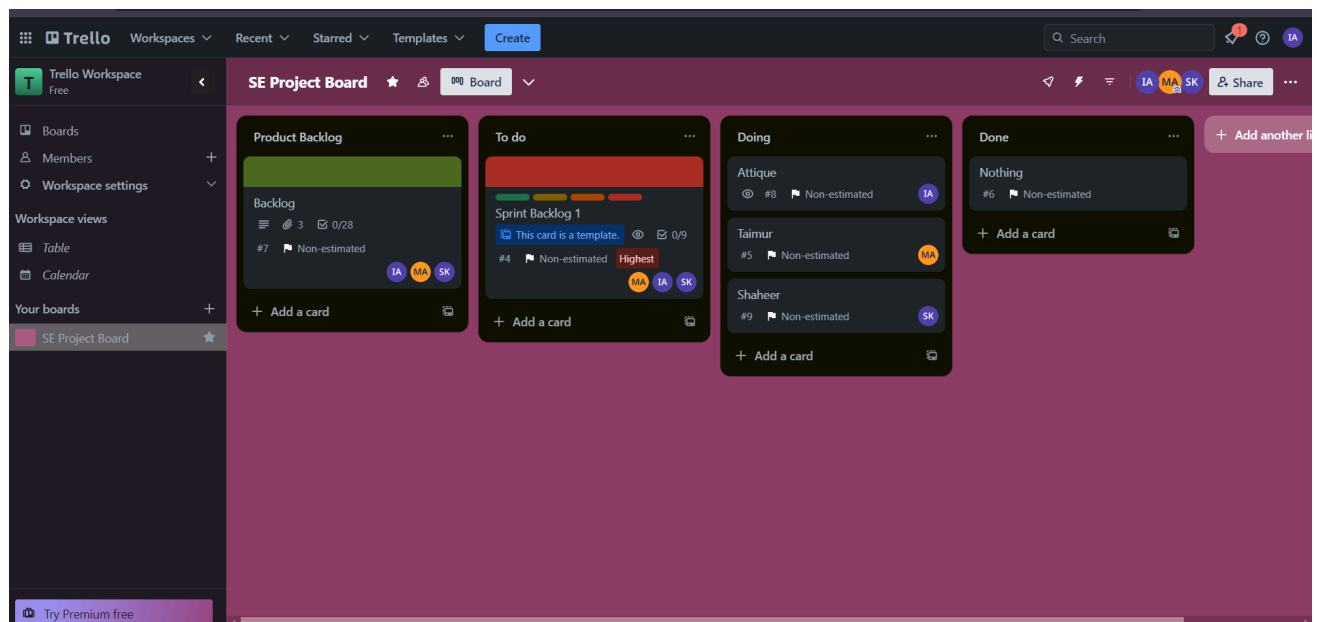 Trello Workspaces Recent Starred Templates Create Search 1 IA
T Trello Workspace
Free
SE Project Board Board IA MA SK Share
Boards
Members
Workspace settings
Workspace views
Table
Calendar
Your boards
SE Project Board
Try Premium free
Product Backlog
Backlog
3 0/28
#7 Non-estimated
IA MA SK
Add a card
To do
Sprint Backlog 1
This card is a template. 0/9
#4 Non-estimated Highest
MA IA SK
Add a card
Doing
Attique
#8 Non-estimated IA
Taimur
#5 Non-estimated MA
Shaheer
#9 Non-estimated SK
Add a card
Done
Nothing
#6 Non-estimated
Add a card
Add another li